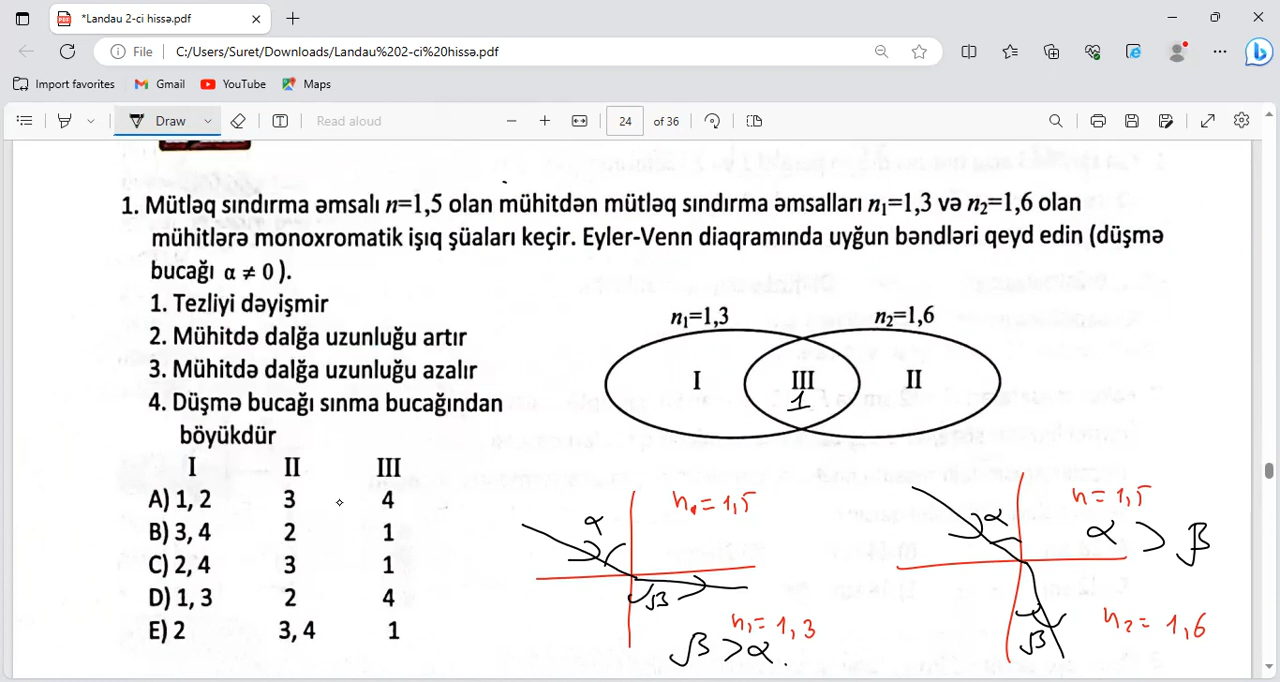 *Landau 2-ci hissə.pdf
File C:/Users/Suret/Downloads/Landau%202-ci%20hissə.pdf
Import favorites Gmail YouTube Maps
Draw Read aloud 24 of 36
1. Mütləq sındırma əmsalı n=1,5 olan mühitdən mütləq sındırma əmsalları n₁=1,3 və n₂=1,6 olan
mühitlərə monoxromatik işıq şüaları keçir. Eyler-Venn diaqramında uyğun bəndləri qeyd edin (düşmə
bucağı α ≠ 0 ).
1. Tezliyi dəyişmir
2. Mühitdə dalğa uzunluğu artır
3. Mühitdə dalğa uzunluğu azalır
4. Düşmə bucağı sınma bucağından
böyükdür
I II III
A) 1, 2 3 4
B) 3, 4 2 1
C) 2, 4 3 1
D) 1, 3 2 4
E) 2 3, 4 1
n₁=1,3 n₂=1,6
I III II
1
α n = 1,5
β
n₁ = 1,3
β > α
α n = 1,5
α > β
n₂ = 1,6
β